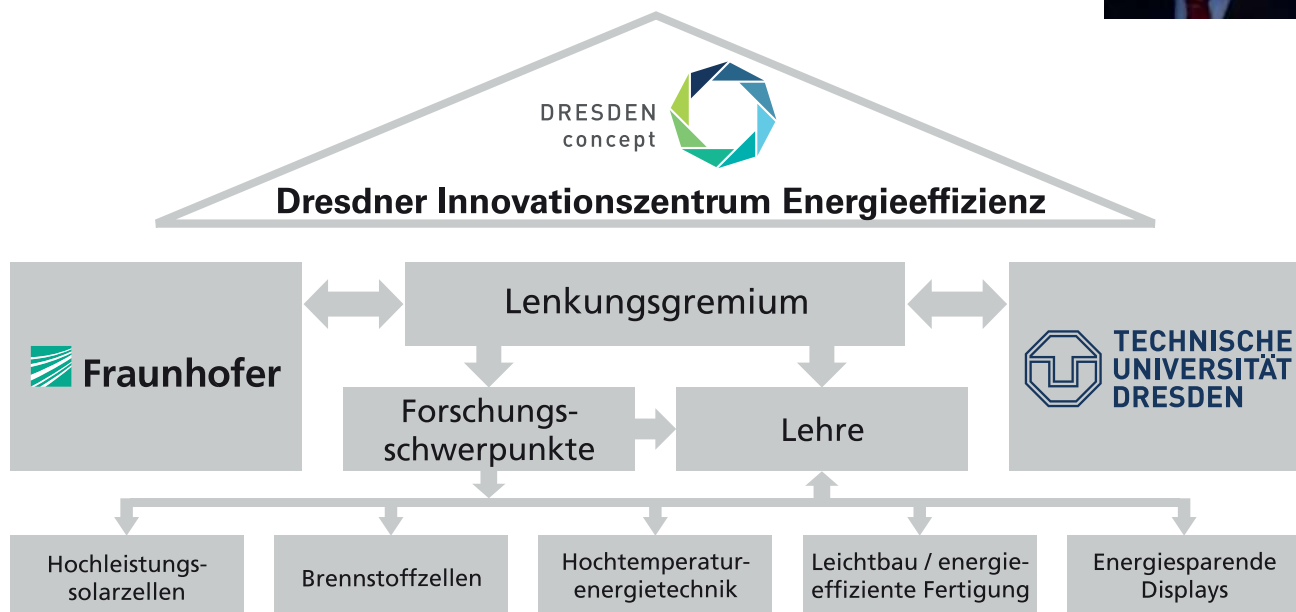 DRESDEN
concept
Dresdner Innovationszentrum Energieeffizienz
Lenkungsgremium
Fraunhofer
TECHNISCHE
UNIVERSITÄT
DRESDEN
Forschungs-
schwerpunkte
Lehre
Hochleistungs-
solarzellen
Brennstoffzellen
Hochtemperatur-
energietechnik
Leichtbau / energie-
effiziente Fertigung
Energiesparende
Displays